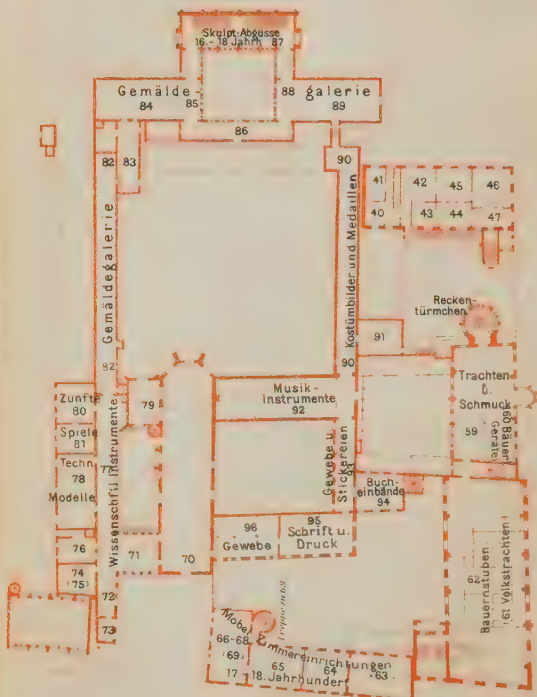 Skulpt-Abgüsse
16.-18 Jahrh 87
Gemälde-
84
85
88
galerie
89
86
82
83
90
Kostümbilder und Medaillen
41
42
45
46
40
43
44
47
Gemäldegalerie
Recken-
türmchen
91
90
82
Trachten
u.
Schmuck
59
60 Bauern
Geräte
Zünfte
80
79
Musik-
instrumente
92
Spiele
81
Techn.
78
Modelle
77
Wissenschftl Instrumente
Gewebe u
Stickereien
93
Buch-
einbände
94
76
96
Gewebe
95
Schrift u.
Druck
71
70
74
(75)
72
73
Bauernstuben
62
(61 Volkstrachten)
Möbel Zimmereinrichtungen
66-68
(69)
65
64
(63)
17
18. Jahrhundert